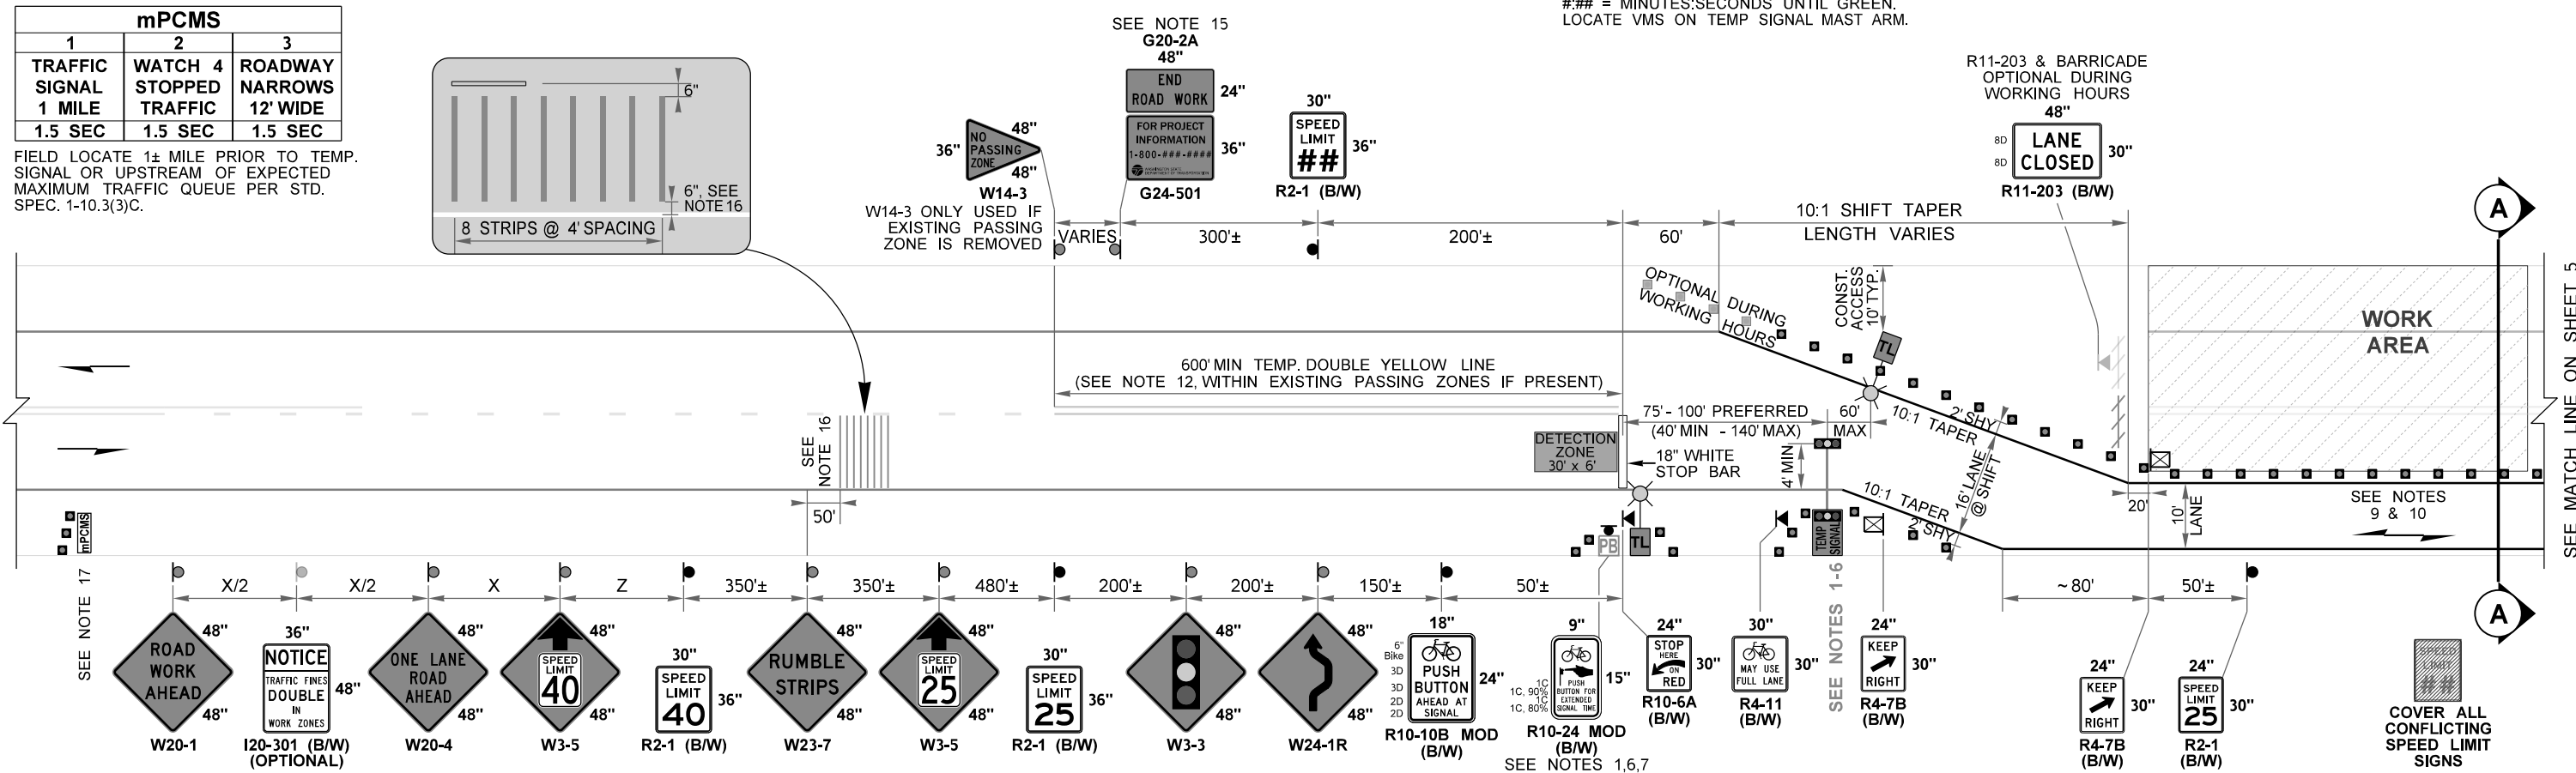 mPCMS
1 2 3
TRAFFIC WATCH 4 ROADWAY
SIGNAL STOPPED NARROWS
1 MILE TRAFFIC 12' WIDE
1.5 SEC 1.5 SEC 1.5 SEC
FIELD LOCATE 1± MILE PRIOR TO TEMP.
SIGNAL OR UPSTREAM OF EXPECTED
MAXIMUM TRAFFIC QUEUE PER STD.
SPEC. 1-10.3(3)C.
6"
6", SEE
NOTE 16
8 STRIPS @ 4' SPACING
NO
PASSING
ZONE
36"
48"
48"
W14-3
W14-3 ONLY USED IF
EXISTING PASSING
ZONE IS REMOVED
SEE NOTE 15
G20-2A
48"
END
ROAD WORK
24"
FOR PROJECT
INFORMATION
1-800-###-####
36"
G24-501
30"
SPEED
LIMIT
##
36"
R2-1 (B/W)
#:## = MINUTES:SECONDS UNTIL GREEN.
LOCATE VMS ON TEMP SIGNAL MAST ARM.
R11-203 & BARRICADE
OPTIONAL DURING
WORKING HOURS
48"
8D
8D
LANE
CLOSED
30"
R11-203 (B/W)
A
VARIES
300'±
200'±
60'
10:1 SHIFT TAPER
LENGTH VARIES
OPTIONAL DURING
WORKING HOURS
CONST.
ACCESS
10' TYP.
TL
WORK
AREA
SEE MATCH LINE ON SHEET 5
600' MIN TEMP. DOUBLE YELLOW LINE
(SEE NOTE 12, WITHIN EXISTING PASSING ZONES IF PRESENT)
75' - 100' PREFERRED
(40' MIN - 140' MAX)
60'
MAX
10:1 TAPER
2' SHY
SEE
NOTE 16
DETECTION
ZONE
30' x 6'
18" WHITE
STOP BAR
4' MIN
16' LANE
@ SHIFT
10:1 TAPER
2' SHY
50'
20'
10'
LANE
SEE NOTES
9 & 10
mPCMS
PB
TL
TEMP
SIGNAL
SEE NOTE 17
X/2
X/2
X
Z
350'±
350'±
480'±
200'±
200'±
150'±
50'±
~ 80'
50'±
A
ROAD
WORK
AHEAD
48"
48"
W20-1
36"
NOTICE
TRAFFIC FINES
DOUBLE
IN
WORK ZONES
48"
I20-301 (B/W)
(OPTIONAL)
ONE LANE
ROAD
AHEAD
48"
48"
W20-4
SPEED
LIMIT
40
48"
48"
W3-5
30"
SPEED
LIMIT
40
36"
R2-1 (B/W)
RUMBLE
STRIPS
48"
48"
W23-7
SPEED
LIMIT
25
48"
48"
W3-5
30"
SPEED
LIMIT
25
36"
R2-1 (B/W)
48"
48"
W3-3
48"
48"
W24-1R
18"
6"
Bike
3D
3D
2D
2D
PUSH
BUTTON
AHEAD AT
SIGNAL
24"
R10-10B MOD
(B/W)
9"
1C
1C, 90%
1C
1C, 80%
PUSH
BUTTON FOR
EXTENDED
SIGNAL TIME
15"
R10-24 MOD
(B/W)
SEE NOTES 1,6,7
24"
STOP
HERE
ON
RED
30"
R10-6A
(B/W)
30"
MAY USE
FULL LANE
30"
R4-11
(B/W)
SEE NOTES 1-6
24"
KEEP
RIGHT
30"
R4-7B
(B/W)
24"
KEEP
RIGHT
30"
R4-7B
(B/W)
24"
SPEED
LIMIT
25
30"
R2-1
(B/W)
SPEED
LIMIT
##
COVER ALL
CONFLICTING
SPEED LIMIT
SIGNS